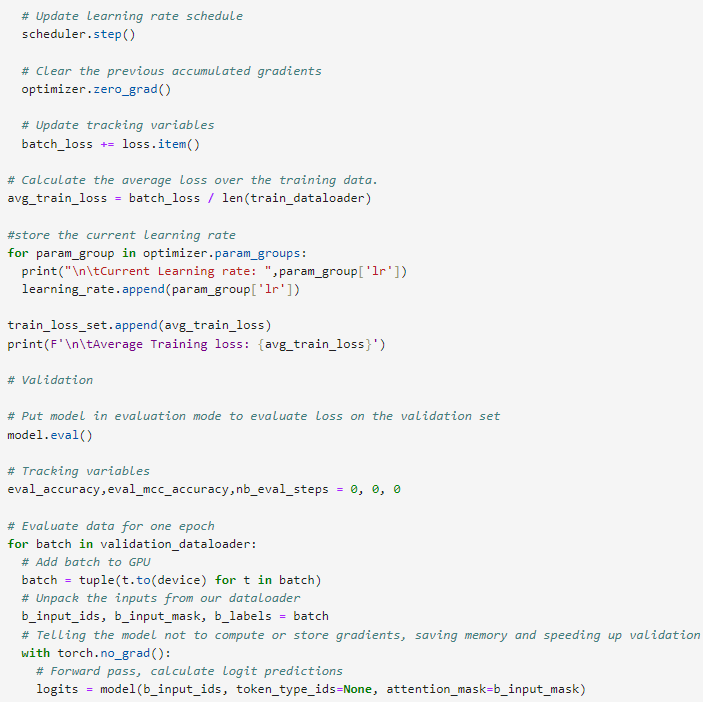 # Update learning rate schedule
scheduler.step()
# Clear the previous accumulated gradients
optimizer.zero_grad()
# Update tracking variables
batch_loss += loss.item()
# Calculate the average loss over the training data.
avg_train_loss = batch_loss / len(train_dataloader)
#store the current learning rate
for param_group in optimizer.param_groups:
print("\n\tCurrent Learning rate: ",param_group['lr'])
learning_rate.append(param_group['lr'])
train_loss_set.append(avg_train_loss)
print(F'\n\tAverage Training loss: {avg_train_loss}')
# Validation
# Put model in evaluation mode to evaluate loss on the validation set
model.eval()
# Tracking variables
eval_accuracy,eval_mcc_accuracy,nb_eval_steps = 0, 0, 0
# Evaluate data for one epoch
for batch in validation_dataloader:
# Add batch to GPU
batch = tuple(t.to(device) for t in batch)
# Unpack the inputs from our dataloader
b_input_ids, b_input_mask, b_labels = batch
# Telling the model not to compute or store gradients, saving memory and speeding up validation
with torch.no_grad():
# Forward pass, calculate logit predictions
logits = model(b_input_ids, token_type_ids=None, attention_mask=b_input_mask)